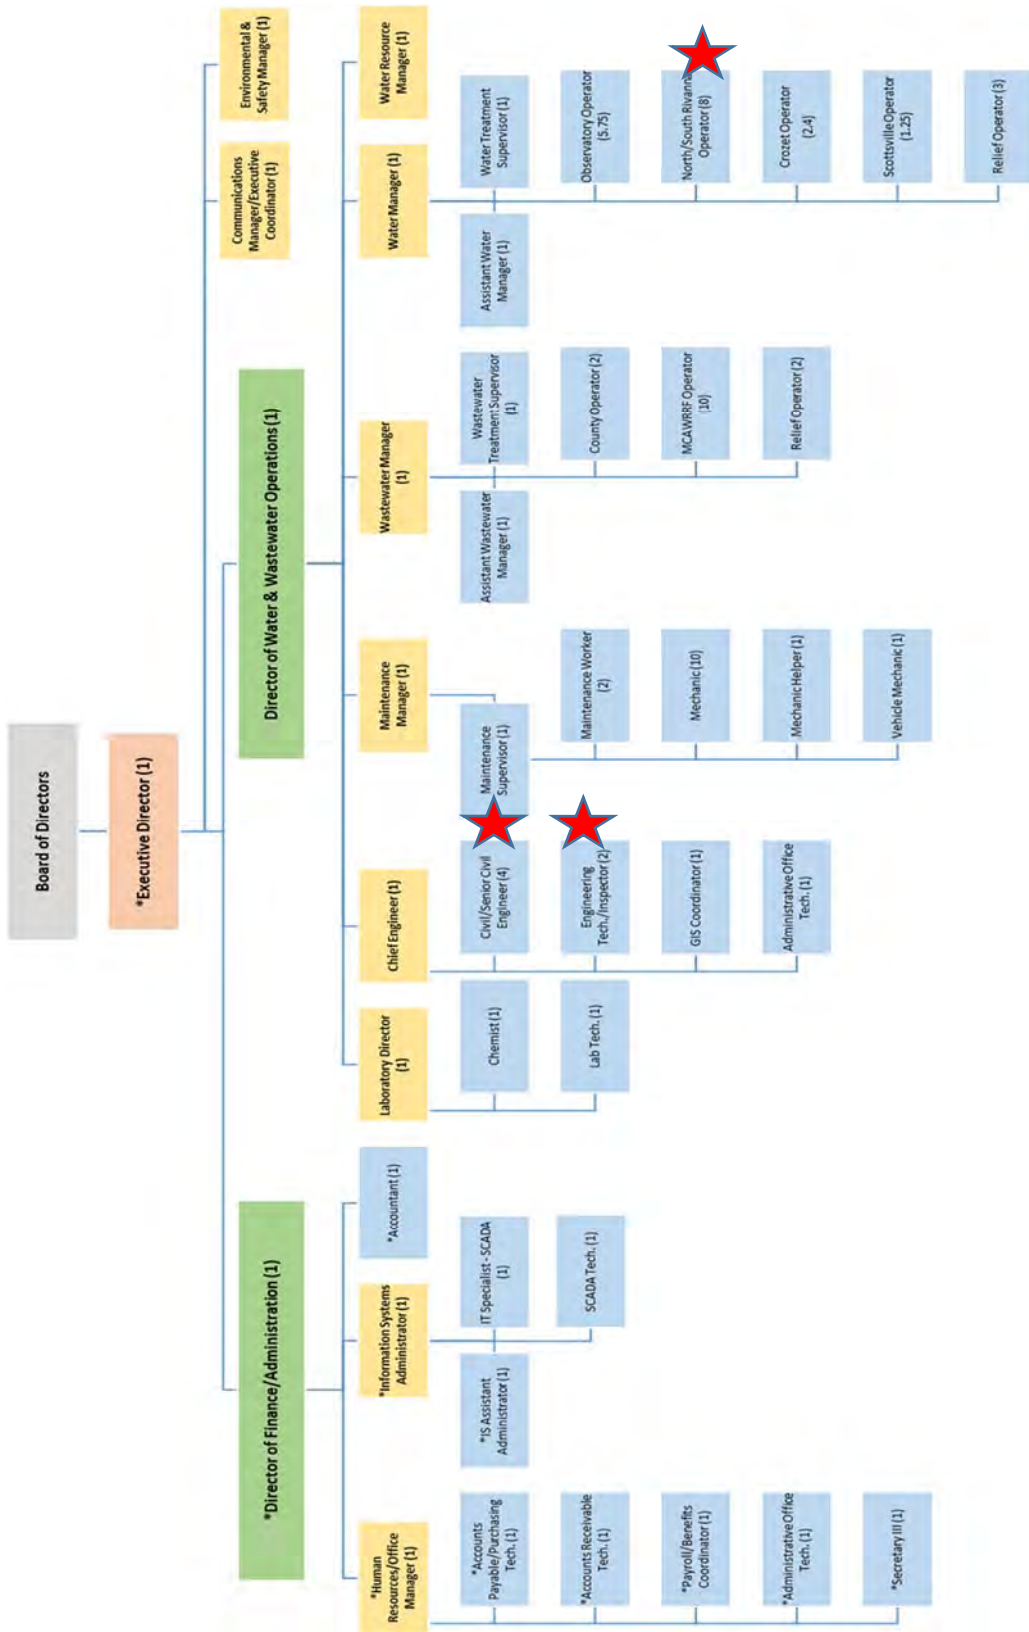 Board of Directors
*Executive Director (1)
Communications
Manager/Executive
Coordinator (1)
Environmental &
Safety Manager (1)
*Director of Finance/Administration (1)
Director of Water & Wastewater Operations (1)
*Human
Resources/Office
Manager (1)
*Information Systems
Administrator (1)
*Accountant (1)
Laboratory Director
(1)
Chief Engineer (1)
Maintenance
Manager (1)
Wastewater Manager
(1)
Water Manager (1)
Water Resource
Manager (1)
*Accounts
Payable/Purchasing
Tech. (1)
*Accounts Receivable
Tech. (1)
*Payroll/Benefits
Coordinator (1)
*Administrative Office
Tech. (1)
*Secretary III (1)
*IS Assistant
Administrator (1)
IT Specialist - SCADA
(1)
SCADA Tech. (1)
Chemist (1)
Lab Tech. (1)
Civil/Senior Civil
Engineer (4)
Engineering
Tech./Inspector (2)
GIS Coordinator (1)
Administrative Office
Tech. (1)
Maintenance
Supervisor (1)
Maintenance Worker
(2)
Mechanic (10)
Mechanic Helper (1)
Vehicle Mechanic (1)
Assistant Wastewater
Manager (1)
Wastewater
Treatment Supervisor
(1)
County Operator (2)
MCAWRRF Operator
(10)
Relief Operator (2)
Assistant Water
Manager (1)
Water Treatment
Supervisor (1)
Observatory Operator
(5.75)
North/South Rivanna
Operator (8)
Crozet Operator
(2.4)
Scottsville Operator
(1.25)
Relief Operator (3)